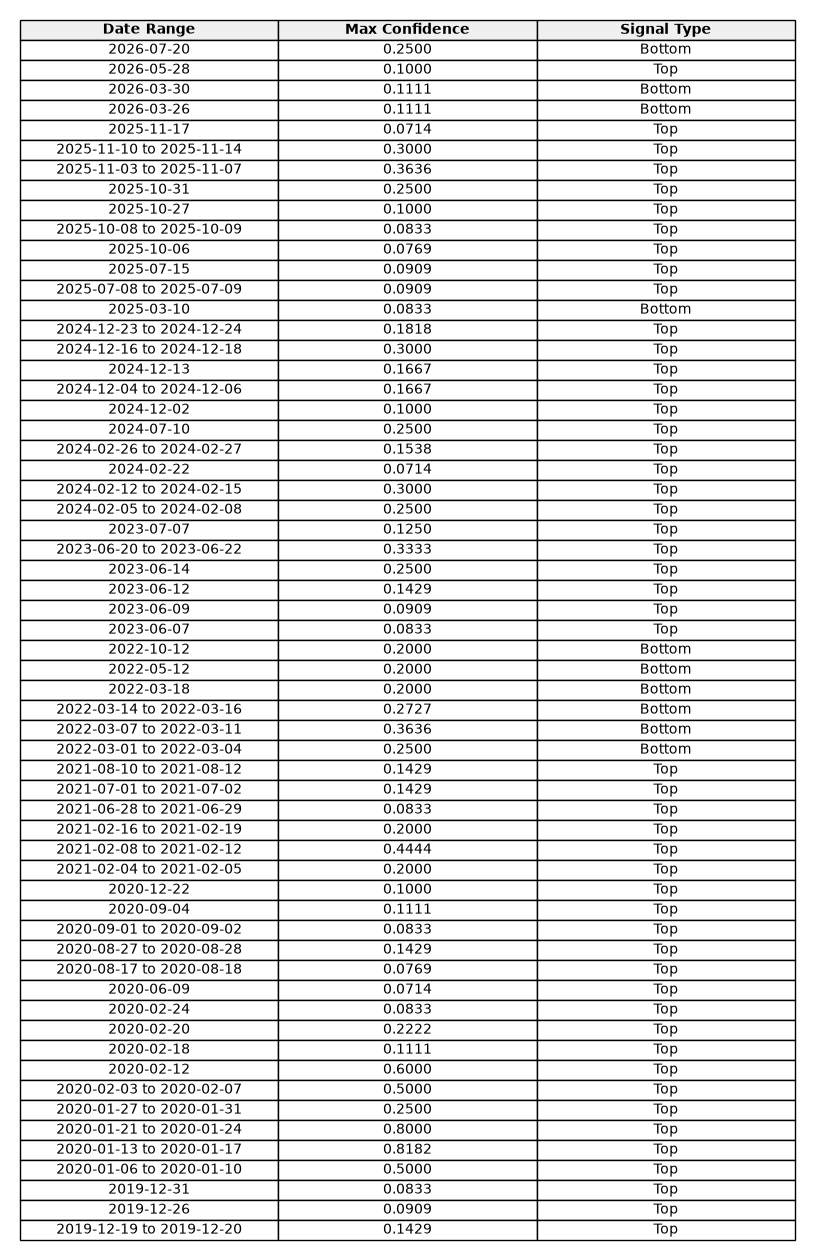 Date Range Max Confidence Signal Type
2026-07-20 0.2500 Bottom
2026-05-28 0.1000 Top
2026-03-30 0.1111 Bottom
2026-03-26 0.1111 Bottom
2025-11-17 0.0714 Top
2025-11-10 to 2025-11-14 0.3000 Top
2025-11-03 to 2025-11-07 0.3636 Top
2025-10-31 0.2500 Top
2025-10-27 0.1000 Top
2025-10-08 to 2025-10-09 0.0833 Top
2025-10-06 0.0769 Top
2025-07-15 0.0909 Top
2025-07-08 to 2025-07-09 0.0909 Top
2025-03-10 0.0833 Bottom
2024-12-23 to 2024-12-24 0.1818 Top
2024-12-16 to 2024-12-18 0.3000 Top
2024-12-13 0.1667 Top
2024-12-04 to 2024-12-06 0.1667 Top
2024-12-02 0.1000 Top
2024-07-10 0.2500 Top
2024-02-26 to 2024-02-27 0.1538 Top
2024-02-22 0.0714 Top
2024-02-12 to 2024-02-15 0.3000 Top
2024-02-05 to 2024-02-08 0.2500 Top
2023-07-07 0.1250 Top
2023-06-20 to 2023-06-22 0.3333 Top
2023-06-14 0.2500 Top
2023-06-12 0.1429 Top
2023-06-09 0.0909 Top
2023-06-07 0.0833 Top
2022-10-12 0.2000 Bottom
2022-05-12 0.2000 Bottom
2022-03-18 0.2000 Bottom
2022-03-14 to 2022-03-16 0.2727 Bottom
2022-03-07 to 2022-03-11 0.3636 Bottom
2022-03-01 to 2022-03-04 0.2500 Bottom
2021-08-10 to 2021-08-12 0.1429 Top
2021-07-01 to 2021-07-02 0.1429 Top
2021-06-28 to 2021-06-29 0.0833 Top
2021-02-16 to 2021-02-19 0.2000 Top
2021-02-08 to 2021-02-12 0.4444 Top
2021-02-04 to 2021-02-05 0.2000 Top
2020-12-22 0.1000 Top
2020-09-04 0.1111 Top
2020-09-01 to 2020-09-02 0.0833 Top
2020-08-27 to 2020-08-28 0.1429 Top
2020-08-17 to 2020-08-18 0.0769 Top
2020-06-09 0.0714 Top
2020-02-24 0.0833 Top
2020-02-20 0.2222 Top
2020-02-18 0.1111 Top
2020-02-12 0.6000 Top
2020-02-03 to 2020-02-07 0.5000 Top
2020-01-27 to 2020-01-31 0.2500 Top
2020-01-21 to 2020-01-24 0.8000 Top
2020-01-13 to 2020-01-17 0.8182 Top
2020-01-06 to 2020-01-10 0.5000 Top
2019-12-31 0.0833 Top
2019-12-26 0.0909 Top
2019-12-19 to 2019-12-20 0.1429 Top